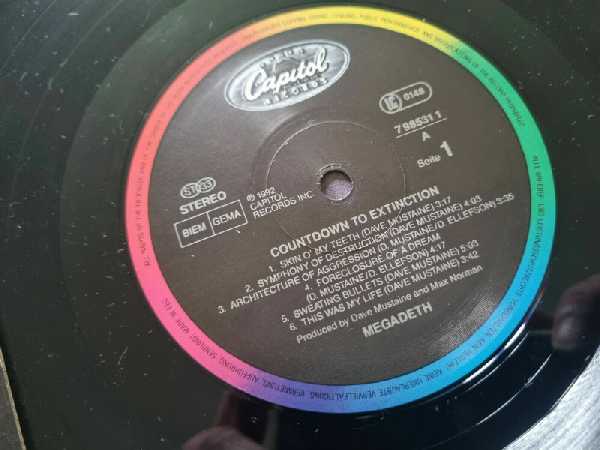 Capitol
RECORDS
LC 0148
7 98531 1
A
Seite 1
ST 33
STEREO
BIEM GEMA
℗ 1992
CAPITOL
RECORDS INC.
COUNTDOWN TO EXTINCTION
1. SKIN O' MY TEETH (DAVE MUSTAINE) 3:17
2. SYMPHONY OF DESTRUCTION (DAVE MUSTAINE) 4:03
3. ARCHITECTURE OF AGGRESSION (D. MUSTAINE/D. ELLEFSON) 3:35
4. FORECLOSURE OF A DREAM
(D. MUSTAINE/D. ELLEFSON) 4:17
5. SWEATING BULLETS (DAVE MUSTAINE) 5:03
6. THIS WAS MY LIFE (DAVE MUSTAINE) 3:42
Produced by Dave Mustaine and Max Norman
MEGADETH